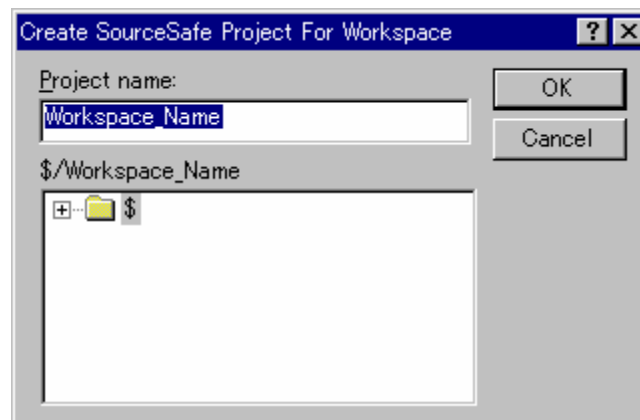 Create SourceSafe Project For Workspace
Project name:
OK
Workspace_Name
Cancel
$/Workspace_Name
$